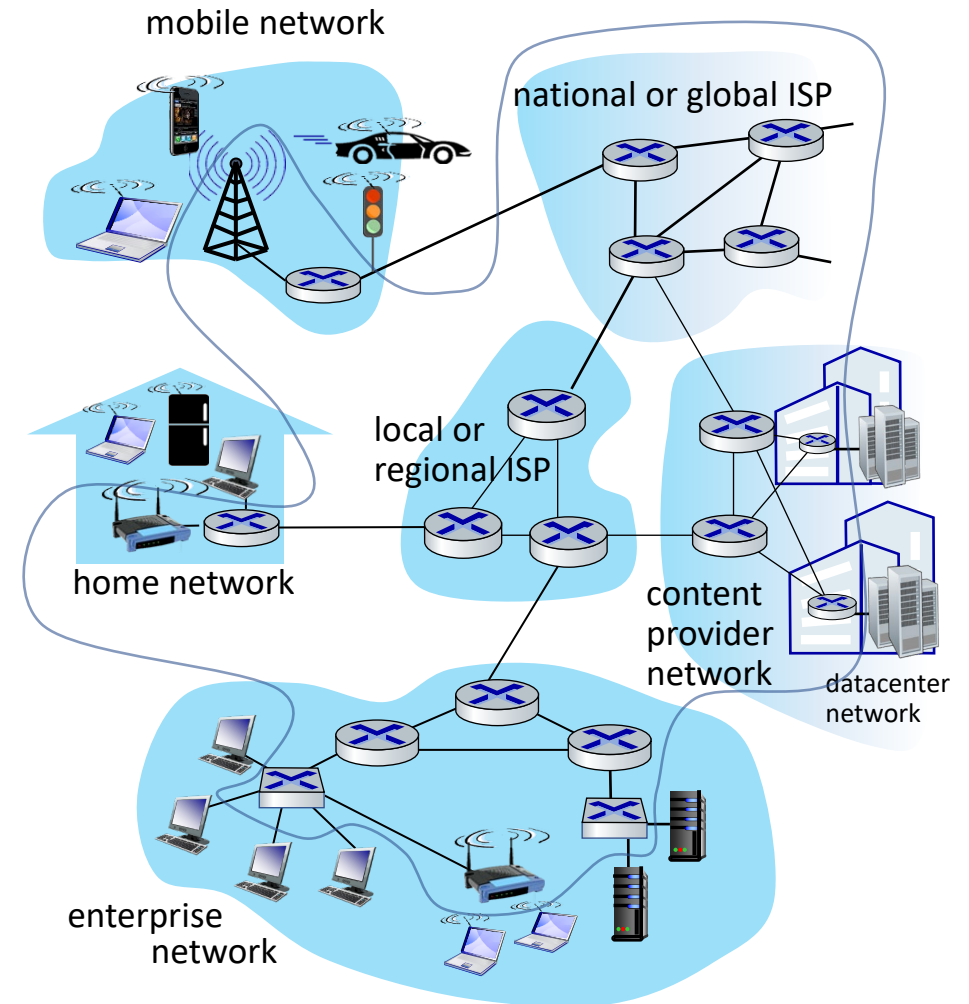 mobile network
national or global ISP
local or
regional ISP
home network
content
provider
network
datacenter
network
enterprise
network